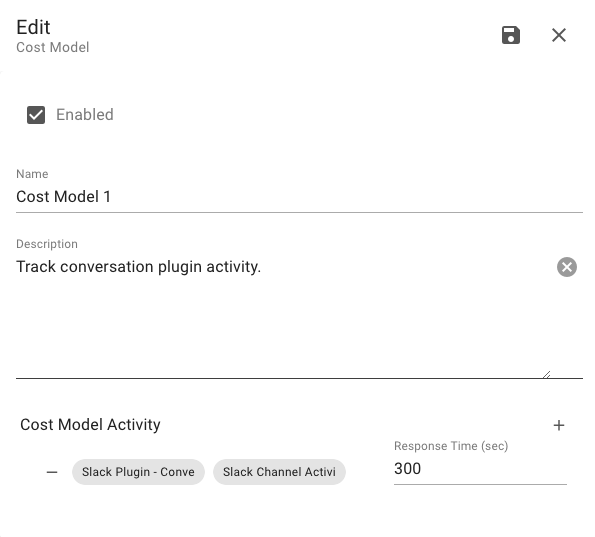 Edit
Cost Model
Enabled
Name
Cost Model 1
Description
Track conversation plugin activity.
Cost Model Activity
Response Time (sec)
Slack Plugin - Conve
Slack Channel Activi
300